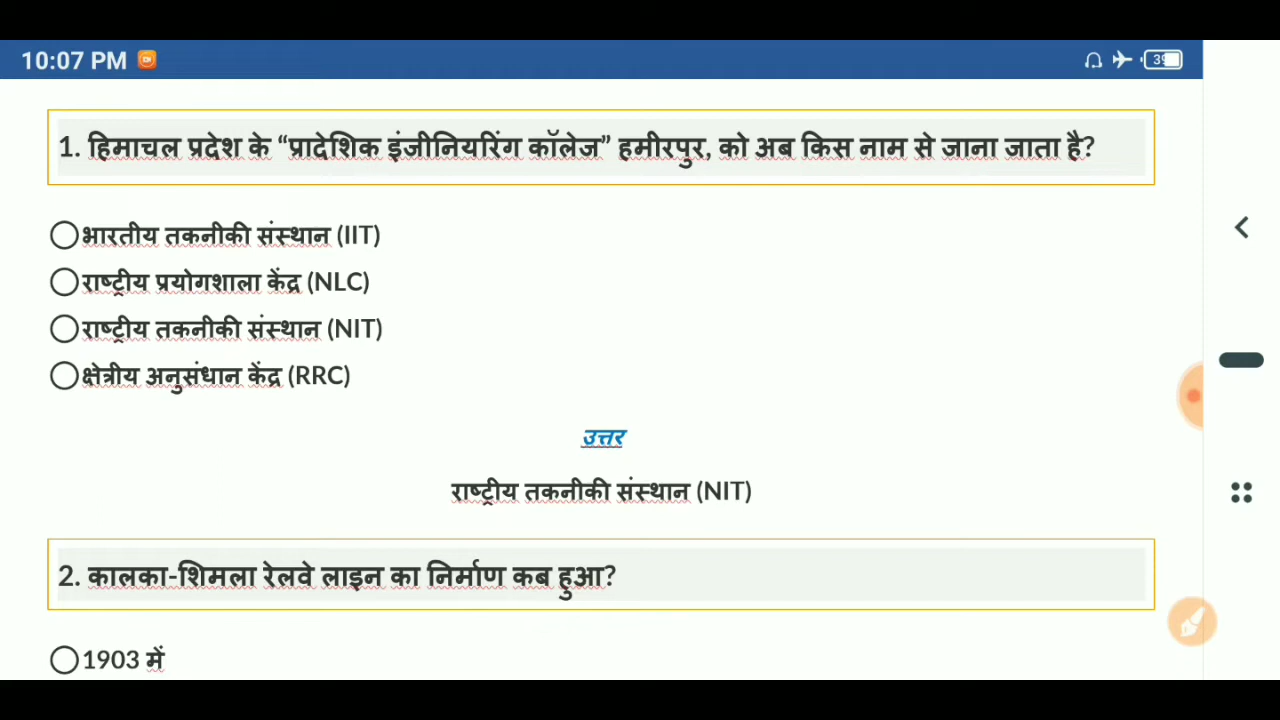 10:07 PM
39
1. हिमाचल प्रदेश के “प्रादेशिक इंजीनियरिंग कॉलेज” हमीरपुर, को अब किस नाम से जाना जाता है?
भारतीय तकनीकी संस्थान (IIT)
राष्ट्रीय प्रयोगशाला केंद्र (NLC)
राष्ट्रीय तकनीकी संस्थान (NIT)
क्षेत्रीय अनुसंधान केंद्र (RRC)
उत्तर
राष्ट्रीय तकनीकी संस्थान (NIT)
2. कालका-शिमला रेलवे लाइन का निर्माण कब हुआ?
1903 में